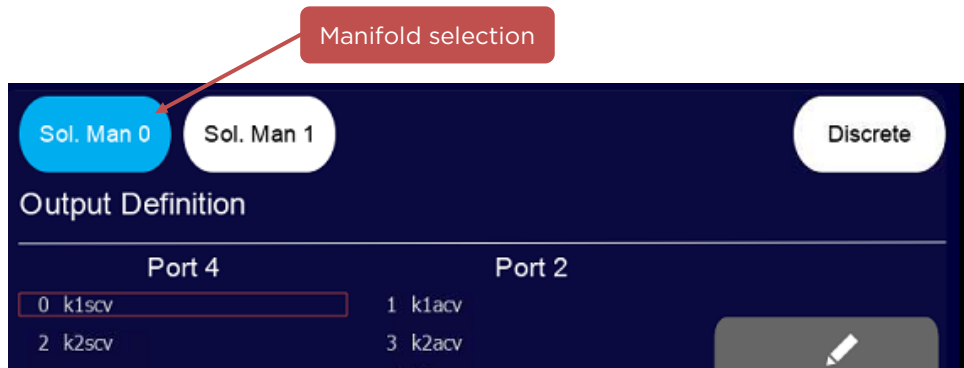 Manifold selection
Sol. Man 0 Sol. Man 1 Discrete
Output Definition
Port 4 Port 2
0 k1scv 1 k1acv
2 k2scv 3 k2acv